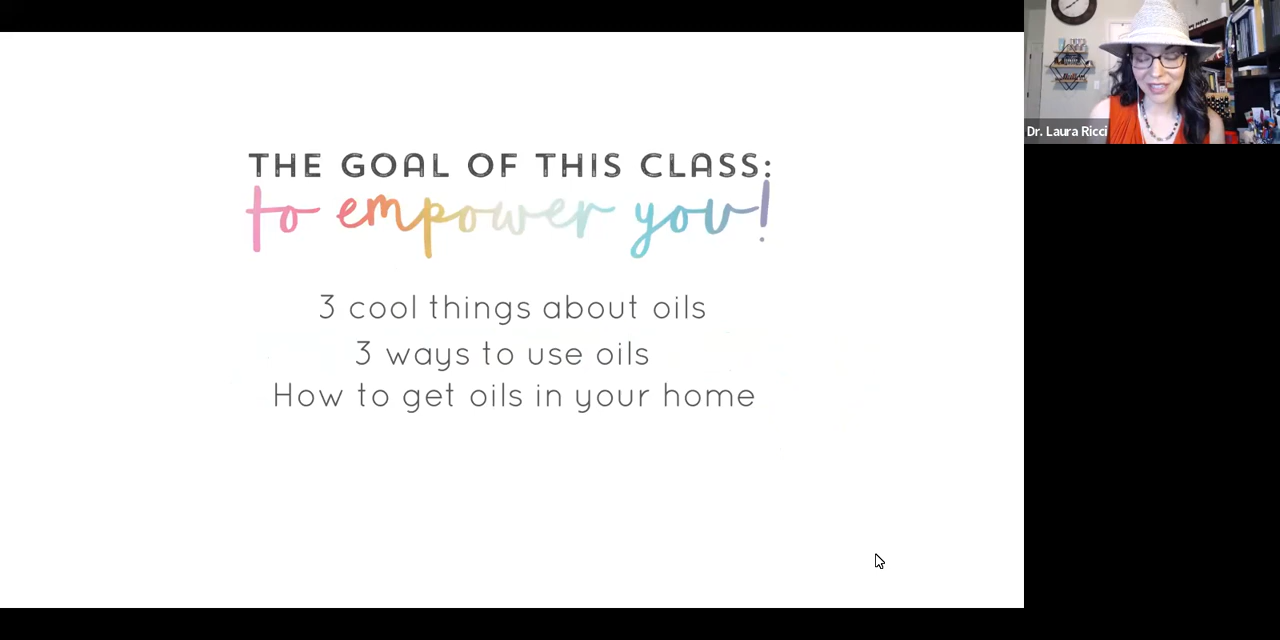 THE GOAL OF THIS CLASS:
to empower you!
3 cool things about oils
3 ways to use oils
How to get oils in your home
Dr. Laura Ricci